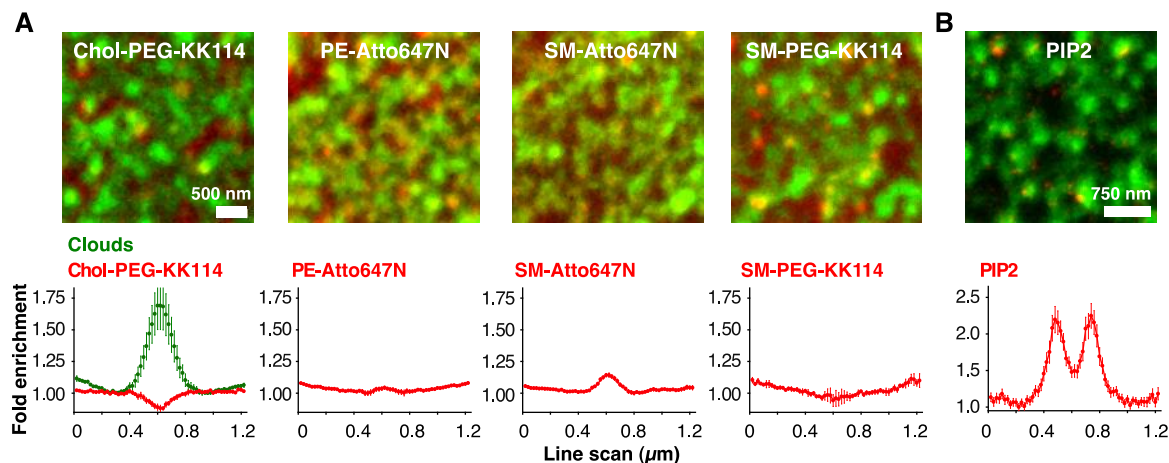 A
B
Chol-PEG-KK114
PE-Atto647N
SM-Atto647N
SM-PEG-KK114
PIP2
500 nm
750 nm
Clouds
Chol-PEG-KK114
PE-Atto647N
SM-Atto647N
SM-PEG-KK114
PIP2
Fold enrichment
1.75
1.50
1.25
1.00
0 0.4 0.8 1.2
1.75
1.50
1.25
1.00
0 0.4 0.8 1.2
1.75
1.50
1.25
1.00
0 0.4 0.8 1.2
1.75
1.50
1.25
1.00
0 0.4 0.8 1.2
2.5
2.0
1.5
1.0
0 0.4 0.8 1.2
Line scan (µm)